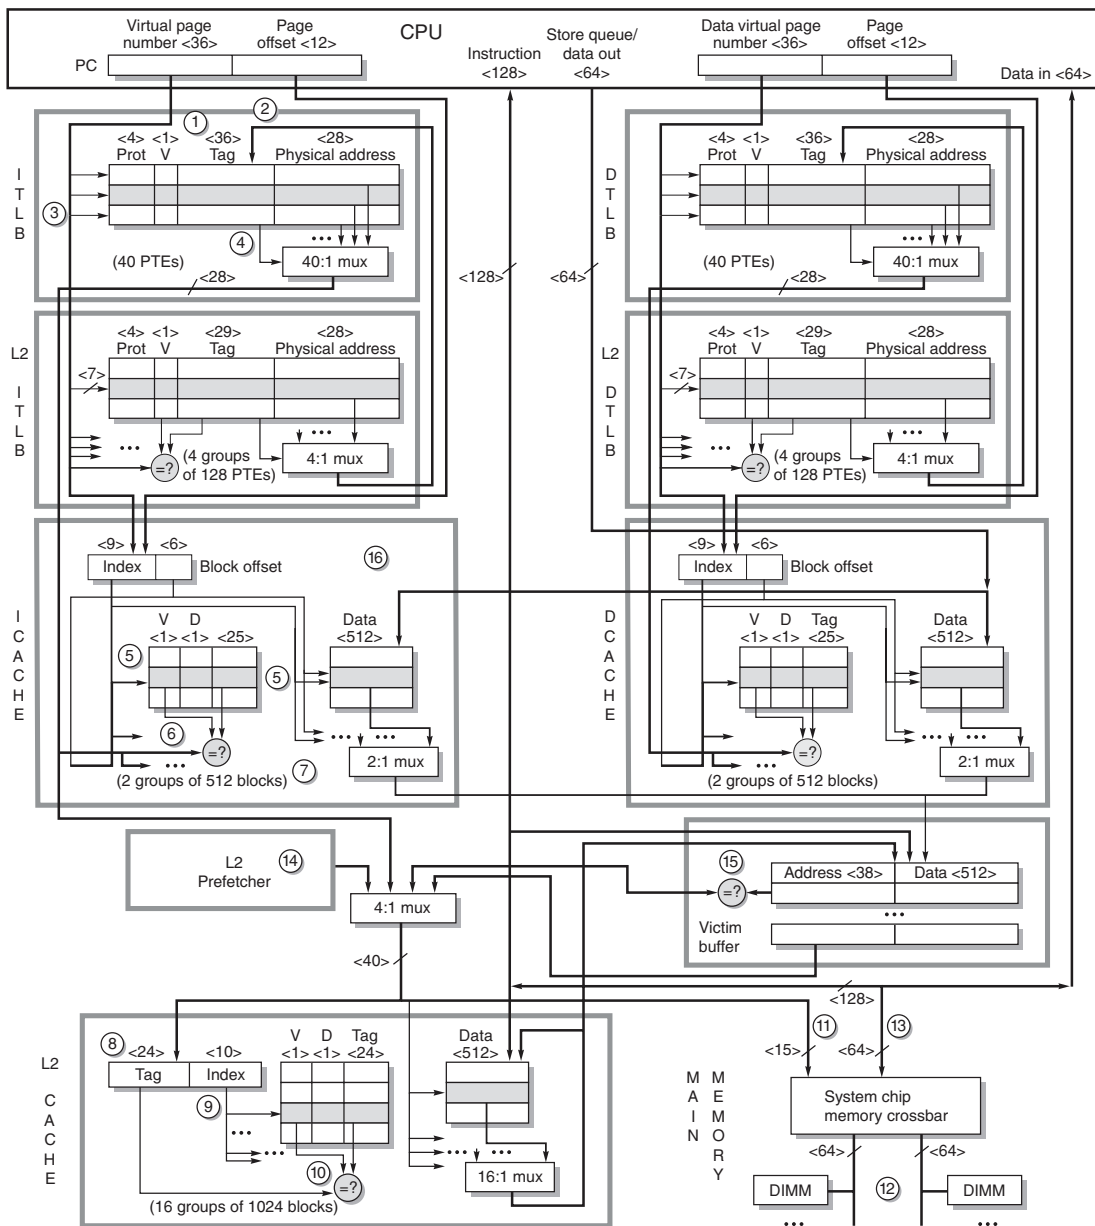 CPU
Virtual page number <36>
Page offset <12>
PC
Instruction <128>
Store queue/ data out <64>
Data virtual page number <36>
Page offset <12>
Data in <64>
1
2
I T L B
<4> Prot
<1> V
<36> Tag
<28> Physical address
3
4
...
(40 PTEs)
40:1 mux
<28>
<128>
<64>
D T L B
<4> Prot
<1> V
<36> Tag
<28> Physical address
...
(40 PTEs)
40:1 mux
<28>
L2 I T L B
<4> Prot
<1> V
<29> Tag
<28> Physical address
<7>
...
...
=?
(4 groups of 128 PTEs)
4:1 mux
L2 D T L B
<4> Prot
<1> V
<29> Tag
<28> Physical address
<7>
...
...
=?
(4 groups of 128 PTEs)
4:1 mux
I C A C H E
<9>
<6>
Index
Block offset
16
V <1>
D <1>
<25>
Data <512>
5
5
6
=?
7
...
... ...
(2 groups of 512 blocks)
2:1 mux
D C A C H E
<9>
<6>
Index
Block offset
V <1>
D <1>
Tag <25>
Data <512>
=?
...
... ...
(2 groups of 512 blocks)
2:1 mux
L2 Prefetcher
14
4:1 mux
<40>
15
=?
Address <38>
Data <512>
...
Victim buffer
<128>
L2 CACHE
8
<24>
<10>
Tag
Index
9
V <1>
D <1>
Tag <24>
Data <512>
...
...
... ...
10
=?
(16 groups of 1024 blocks)
16:1 mux
11
13
<15>
<64>
MAIN MEMORY
System chip memory crossbar
<64>
<64>
DIMM
12
DIMM
...
...